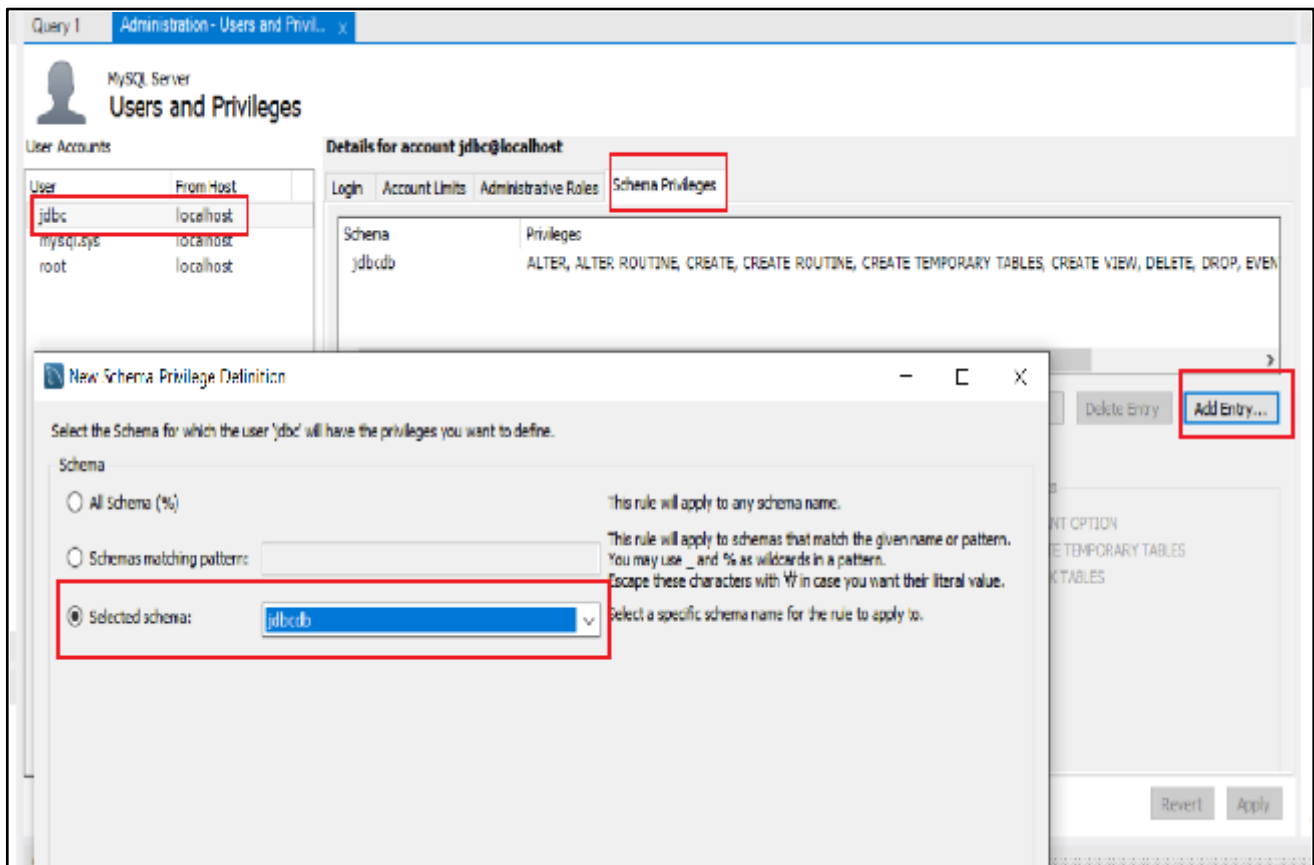 Query 1
Administration - Users and Privil... x
MySQL Server
Users and Privileges
User Accounts
Details for account jdbc@localhost
Login Account Limits Administrative Roles Schema Privileges
User From Host
jdbc localhost
mysql.sys localhost
root localhost
Schema Privileges
jdbcdb ALTER, ALTER ROUTINE, CREATE, CREATE ROUTINE, CREATE TEMPORARY TABLES, CREATE VIEW, DELETE, DROP, EVEN
Delete Entry Add Entry...
New Schema Privilege Definition
Select the Schema for which the user 'jdbc' will have the privileges you want to define.
Schema
All Schema (%) This rule will apply to any schema name.
Schemas matching pattern: This rule will apply to schemas that match the given name or pattern.
You may use _ and % as wildcards in a pattern.
Escape these characters with '₩' in case you want their literal value.
Selected schema: jdbcdb Select a specific schema name for the rule to apply to.
NT OPTION
E TEMPORARY TABLES
K TABLES
Revert Apply